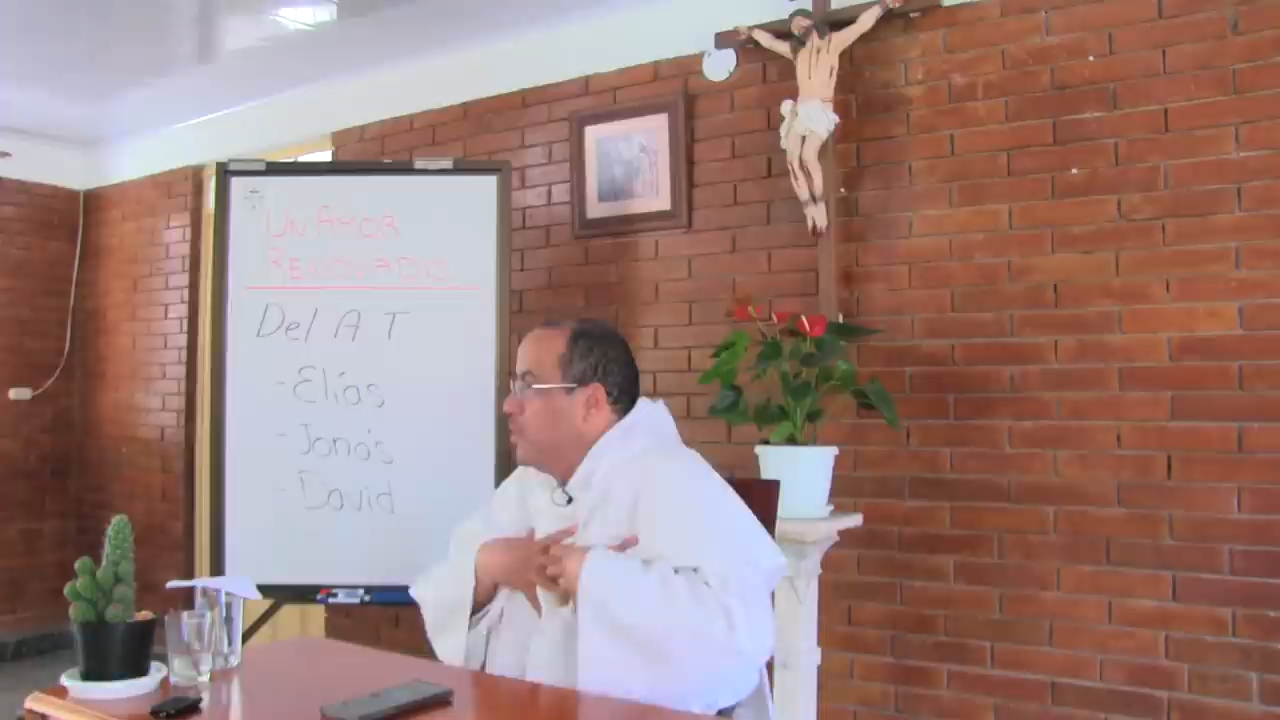 UN AMOR
RENOVADO
Del A T
- Elías
- Jonás
- David